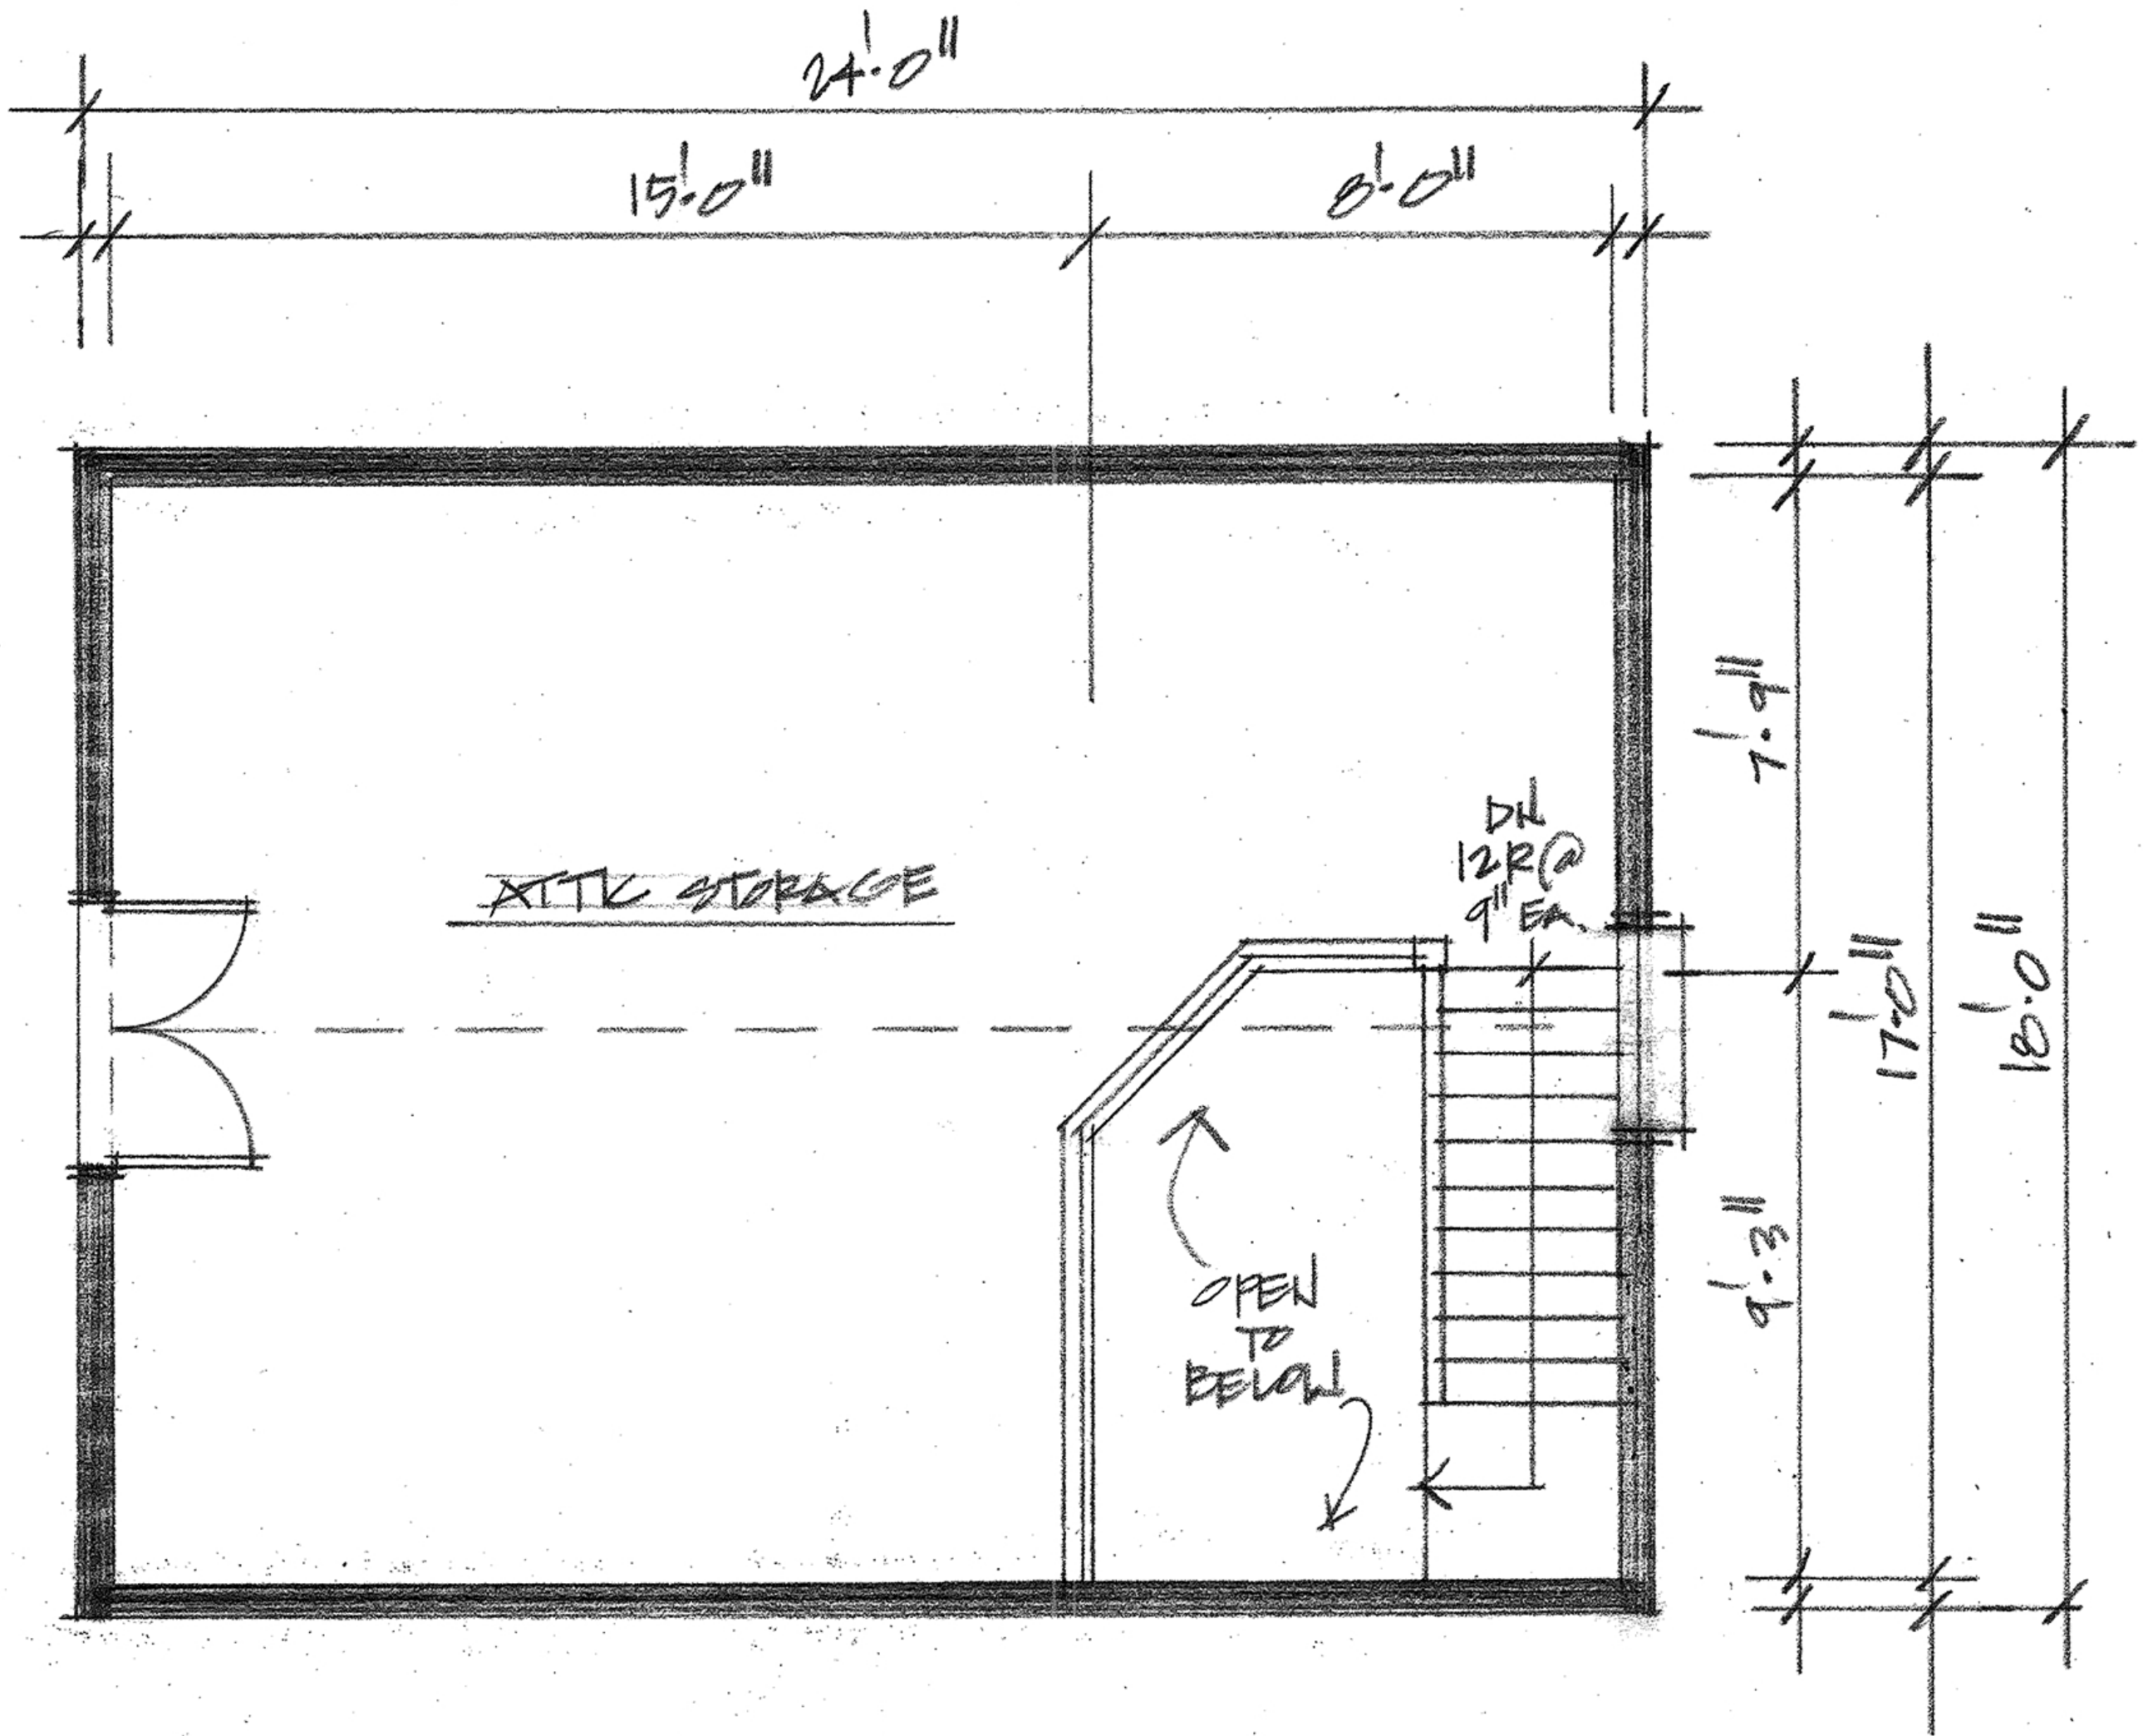 24'-0"
15'-0"
8'-0"
7'-9"
DN
12R@
9" EA.
ATTIC STORAGE
17'-0"
18'-0"
9'-3"
OPEN
TO
BELOW